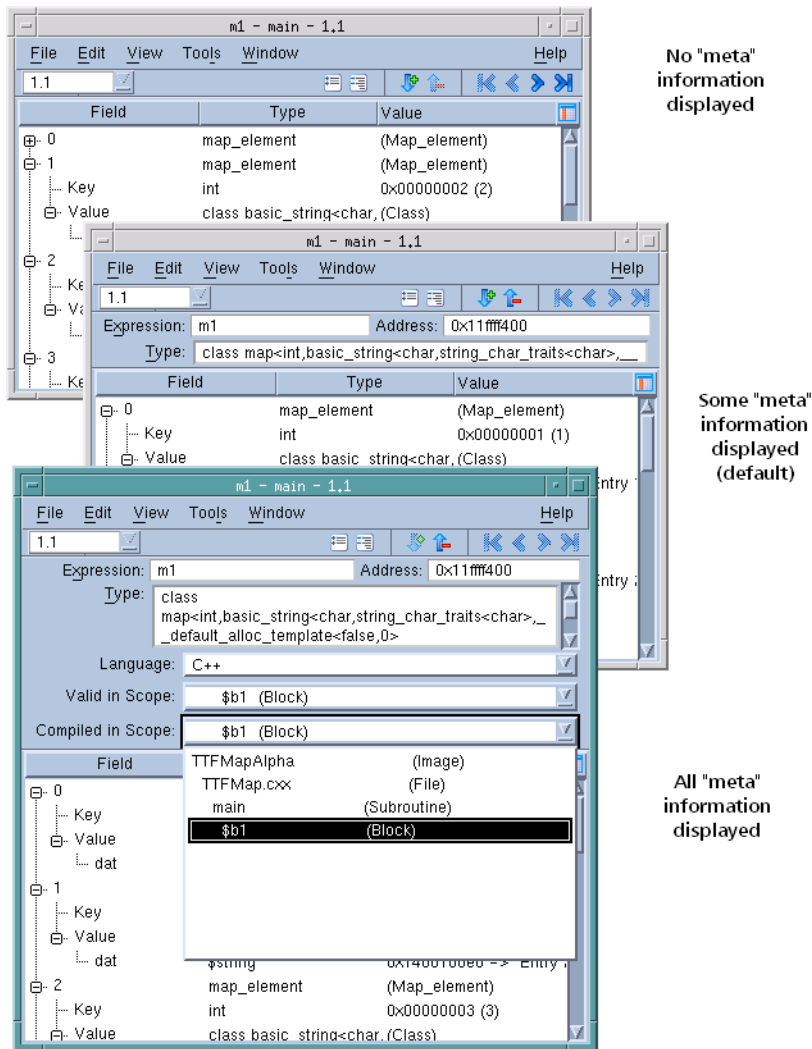 m1 - main - 1.1
File Edit View Tools Window Help
1.1
Field Type Value
0 map_element (Map_element)
1 map_element (Map_element)
Key int 0x00000002 (2)
Value class basic_string<char, (Class)
2
Ke
Va
3
Ke
No "meta"
information
displayed
m1 - main - 1.1
File Edit View Tools Window Help
1.1
Expression: m1 Address: 0x11ffff400
Type: class map<int,basic_string<char,string_char_traits<char>,__
Field Type Value
0 map_element (Map_element)
Key int 0x00000001 (1)
Value class basic_string<char, (Class)
Entry
Entry
Some "meta"
information
displayed
(default)
m1 - main - 1.1
File Edit View Tools Window Help
1.1
Expression: m1 Address: 0x11ffff400
Type: class
map<int,basic_string<char,string_char_traits<char>,_
_default_alloc_template<false,0>
Language: C++
Valid in Scope: $b1 (Block)
Compiled in Scope: $b1 (Block)
TTFMapAlpha (Image)
TTFMap.cxx (File)
main (Subroutine)
$b1 (Block)
Field
0
Key
Value
dat
1
Key
Value
dat $string 0x1400100e0 -> "Entry
2 map_element (Map_element)
Key int 0x00000003 (3)
Value class basic_string<char, (Class)
All "meta"
information
displayed